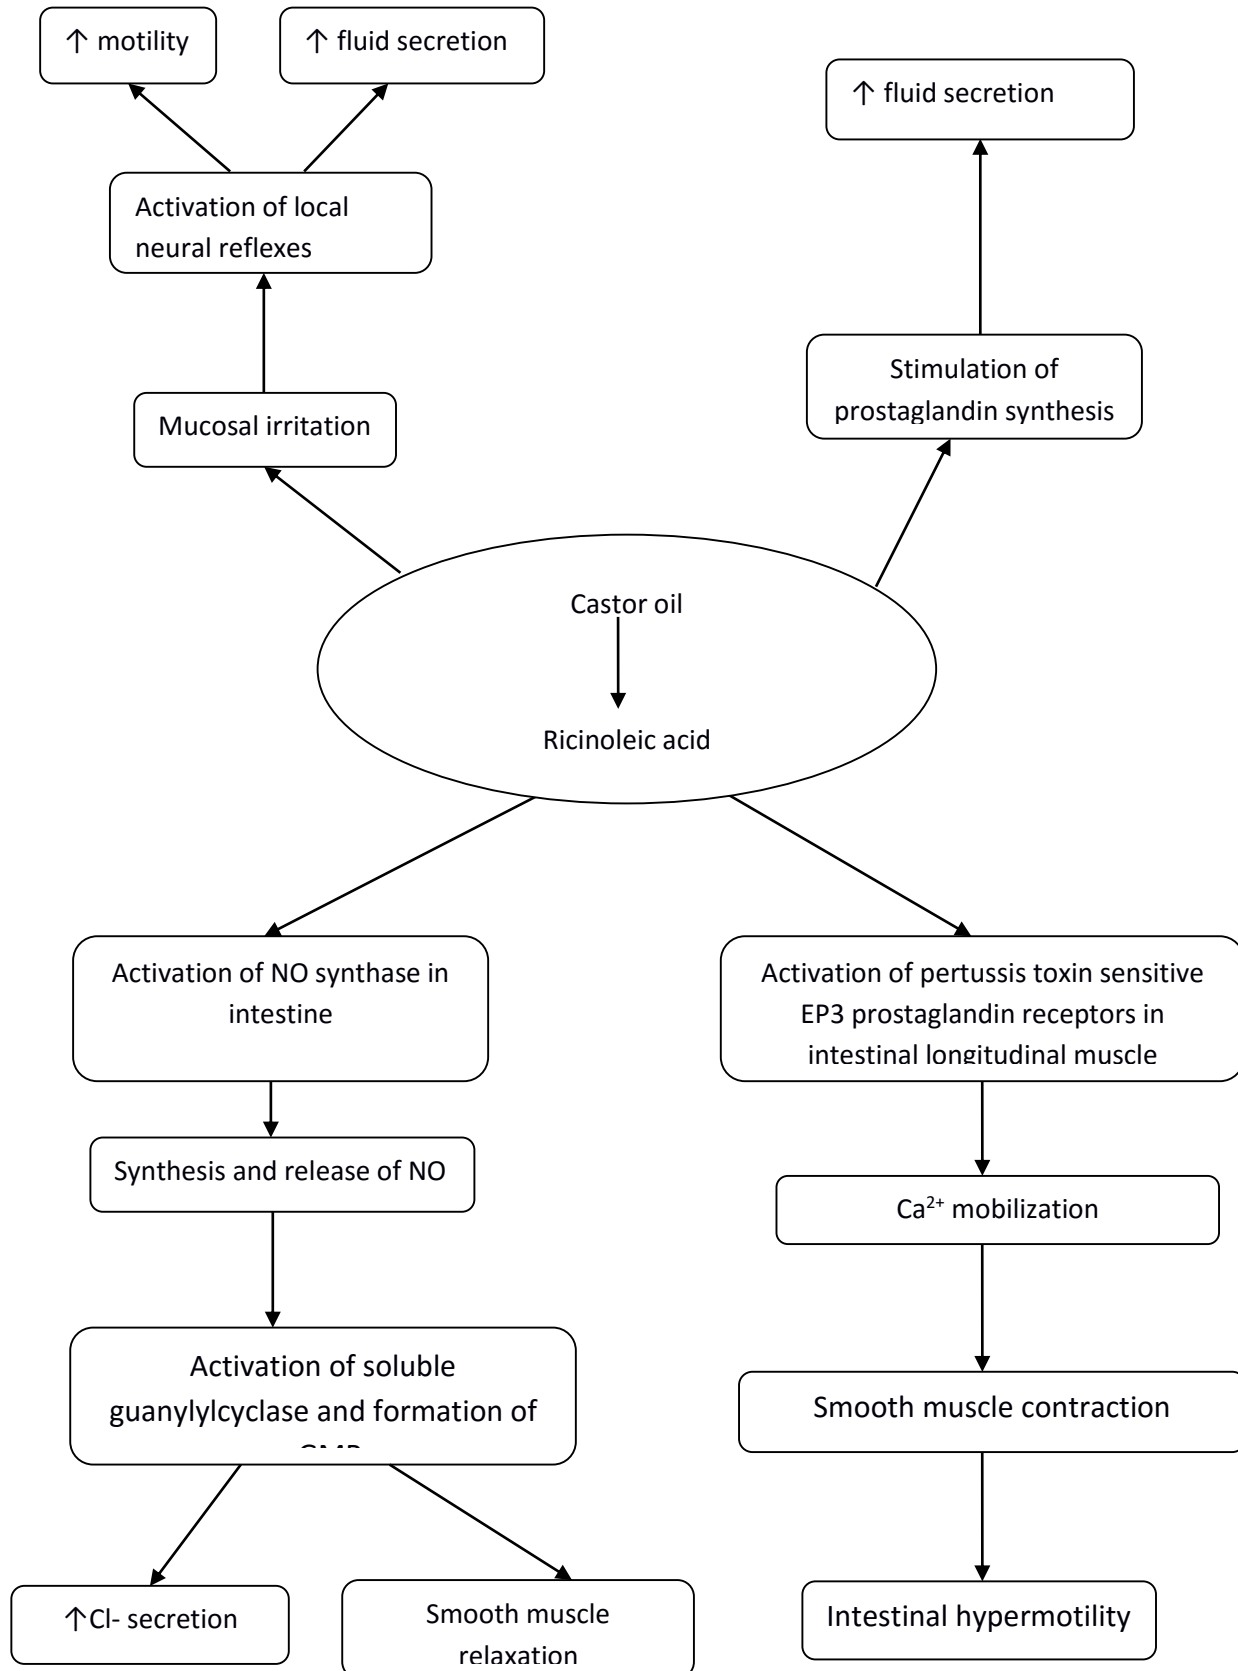 ↑ motility
↑ fluid secretion
↑ fluid secretion
Activation of local
neural reflexes
Stimulation of
prostaglandin synthesis
Mucosal irritation
Castor oil
Ricinoleic acid
Activation of NO synthase in
intestine
Activation of pertussis toxin sensitive
EP3 prostaglandin receptors in
intestinal longitudinal muscle
Synthesis and release of NO
Ca²⁺ mobilization
Activation of soluble
guanylylcyclase and formation of
Smooth muscle contraction
↑Cl- secretion
Smooth muscle
relaxation
Intestinal hypermotility